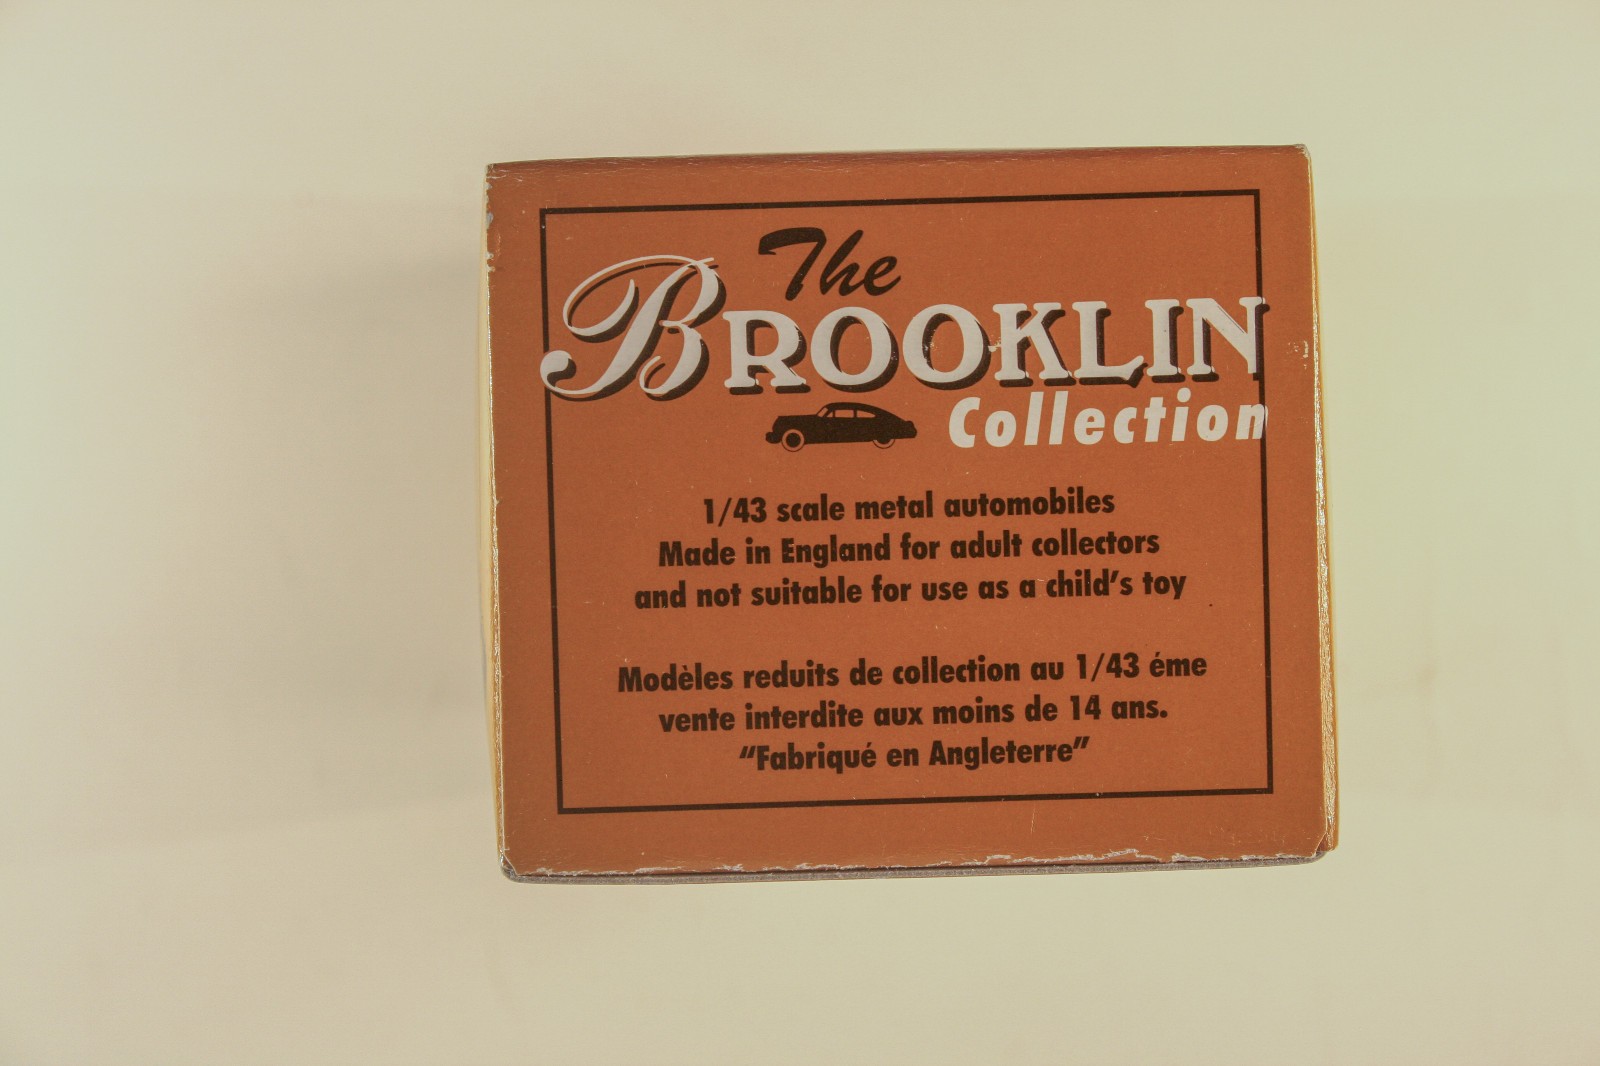 The
BROOKLIN
Collection
1/43 scale metal automobiles
Made in England for adult collectors
and not suitable for use as a child's toy
Modèles reduits de collection au 1/43 éme
vente interdite aux moins de 14 ans.
“Fabriqué en Angleterre”